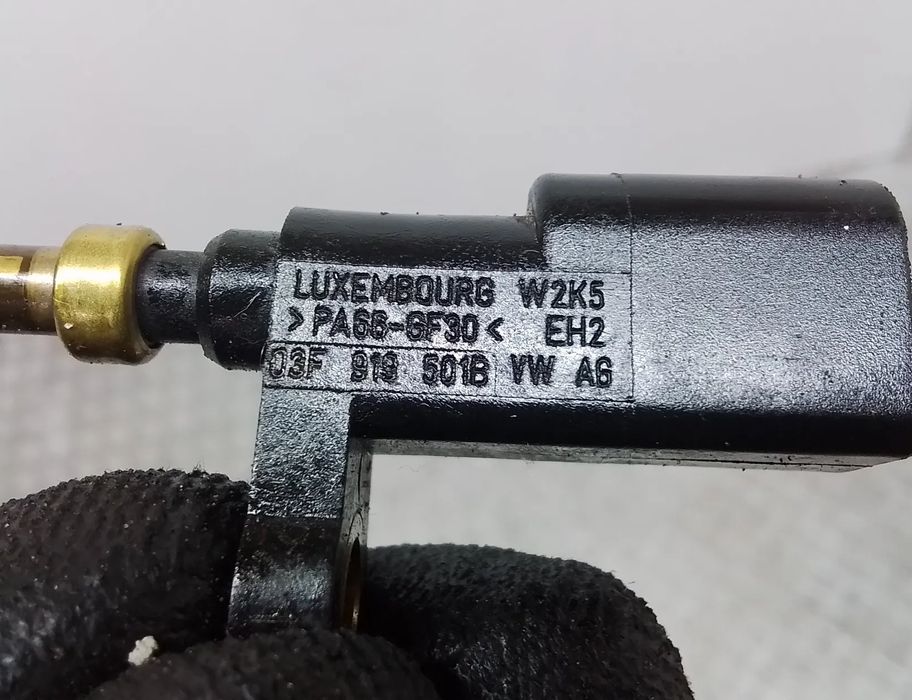 LUXEMBOURG W2K5
>PA66-GF30< EH2
03F 919 501B VW AG